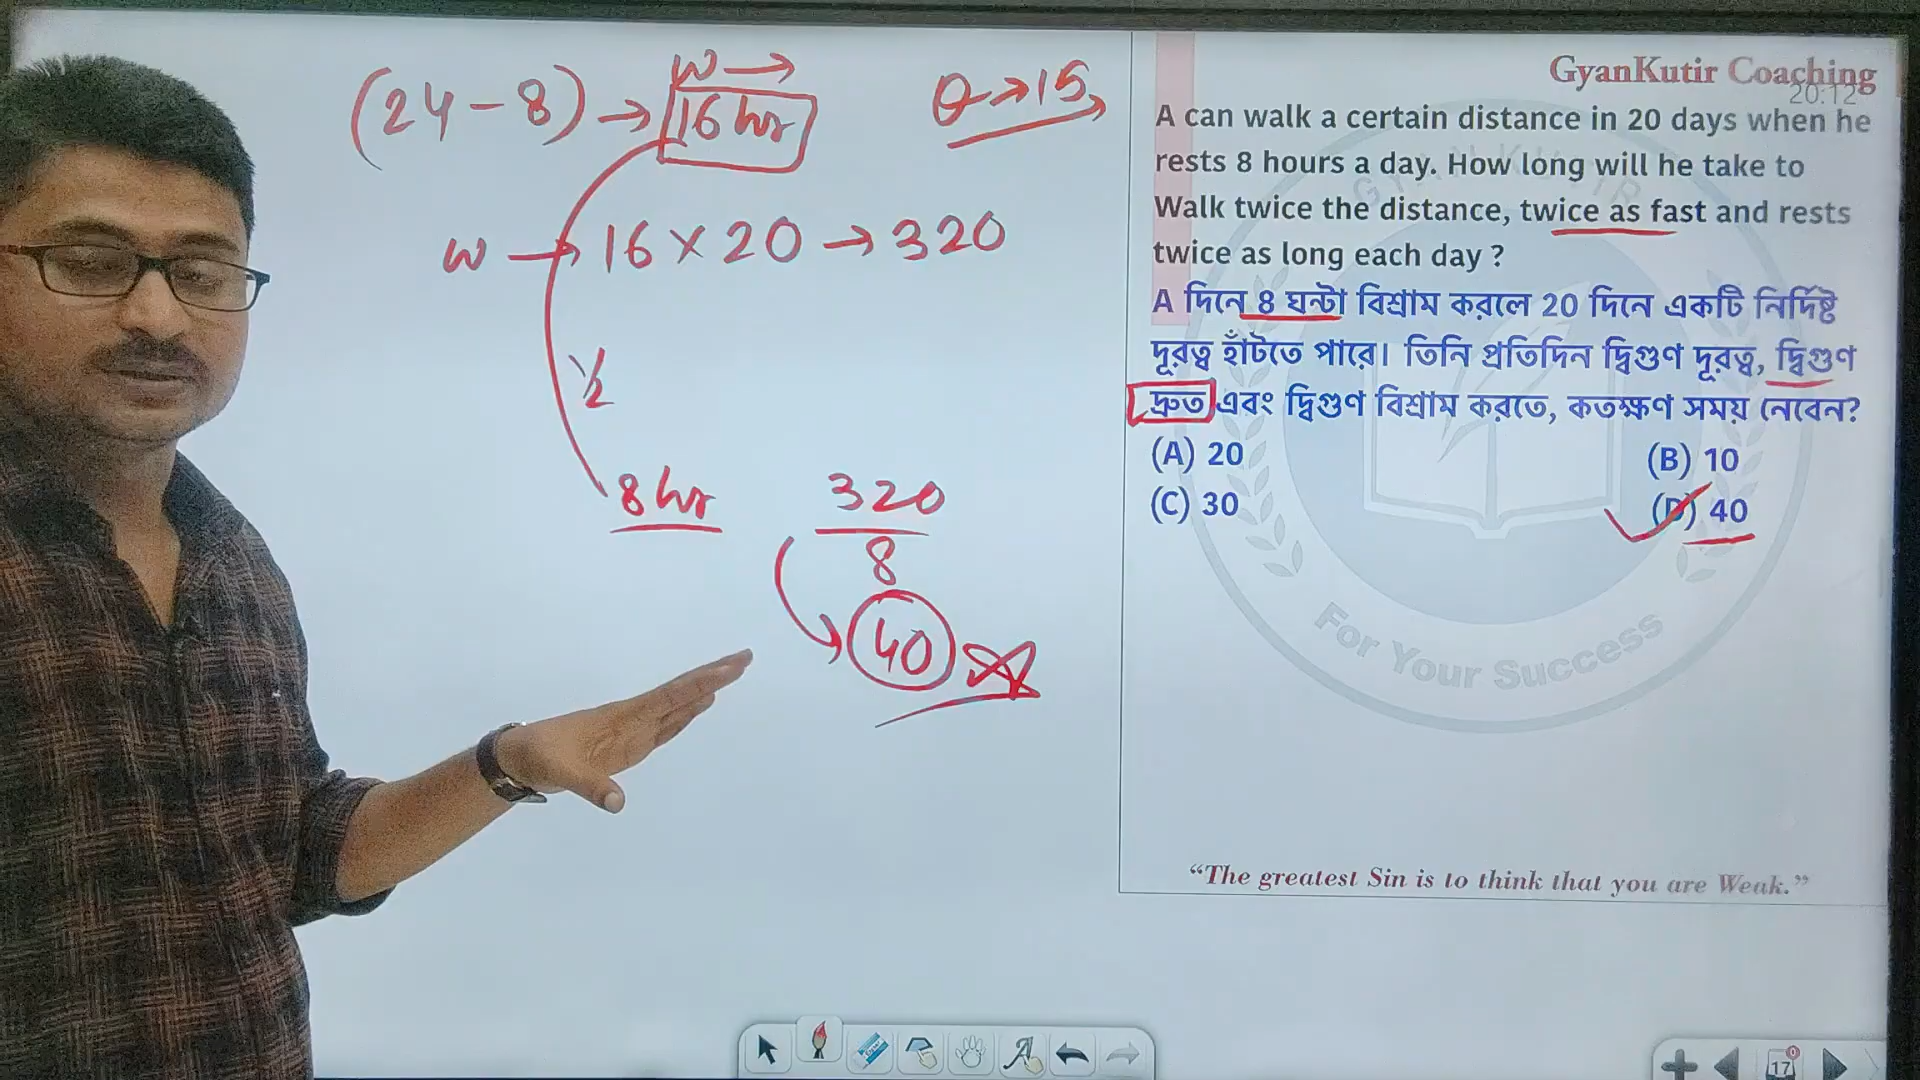 (24-8) → 16 hr
w →
Q → 15,
w → 16 × 20 → 320
1/2
8 hr
320
8
40
GyanKutir Coaching
20:12
A can walk a certain distance in 20 days when he
rests 8 hours a day. How long will he take to
Walk twice the distance, twice as fast and rests
twice as long each day ?
A দিনে 8 ঘন্টা বিশ্রাম করলে 20 দিনে একটি নির্দিষ্ট
দূরত্ব হাঁটতে পারে। তিনি প্রতিদিন দ্বিগুণ দূরত্ব, দ্বিগুণ
দ্রুত এবং দ্বিগুণ বিশ্রাম করতে, কতক্ষণ সময় নেবেন?
(A) 20 (B) 10
(C) 30 (D) 40
GYAN KUTIR
For Your Success
“The greatest Sin is to think that you are Weak.”
17